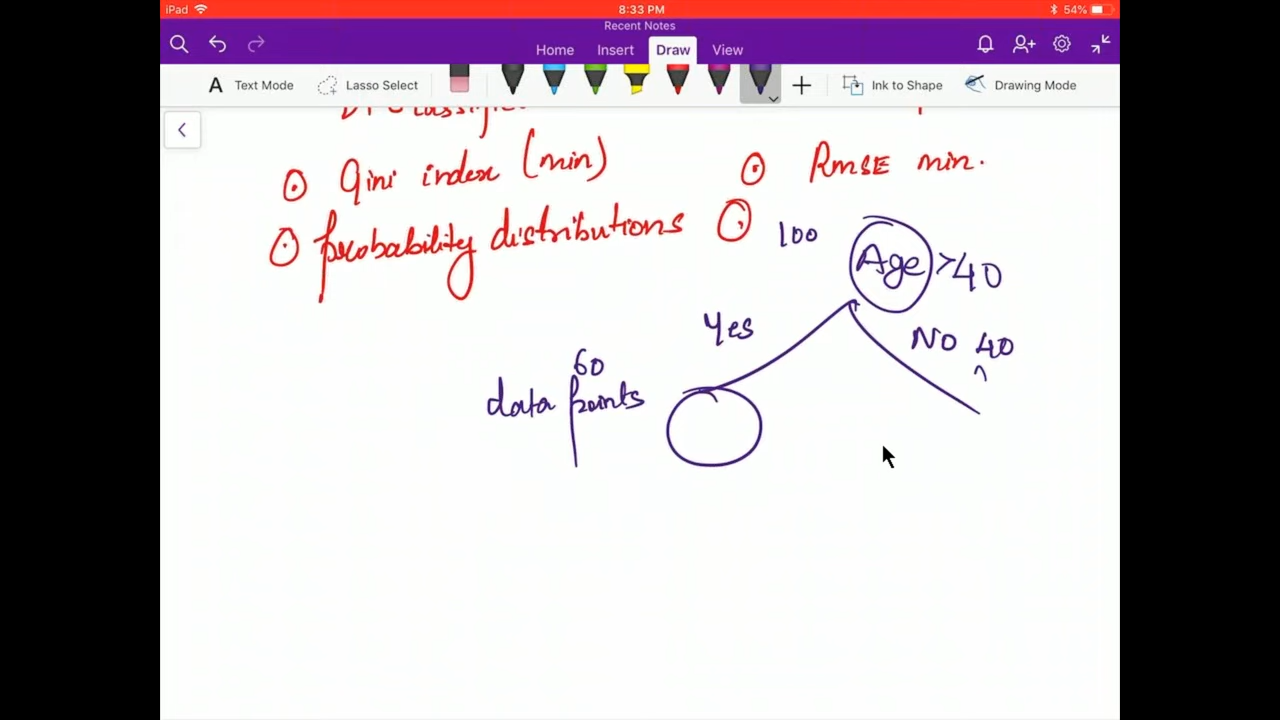 iPad 8:33 PM 54%
Recent Notes
Home Insert Draw View
A Text Mode Lasso Select Ink to Shape Drawing Mode
Gini index (min) RMSE min.
probability distributions
100 Age >40
Yes NO 40
60
data points